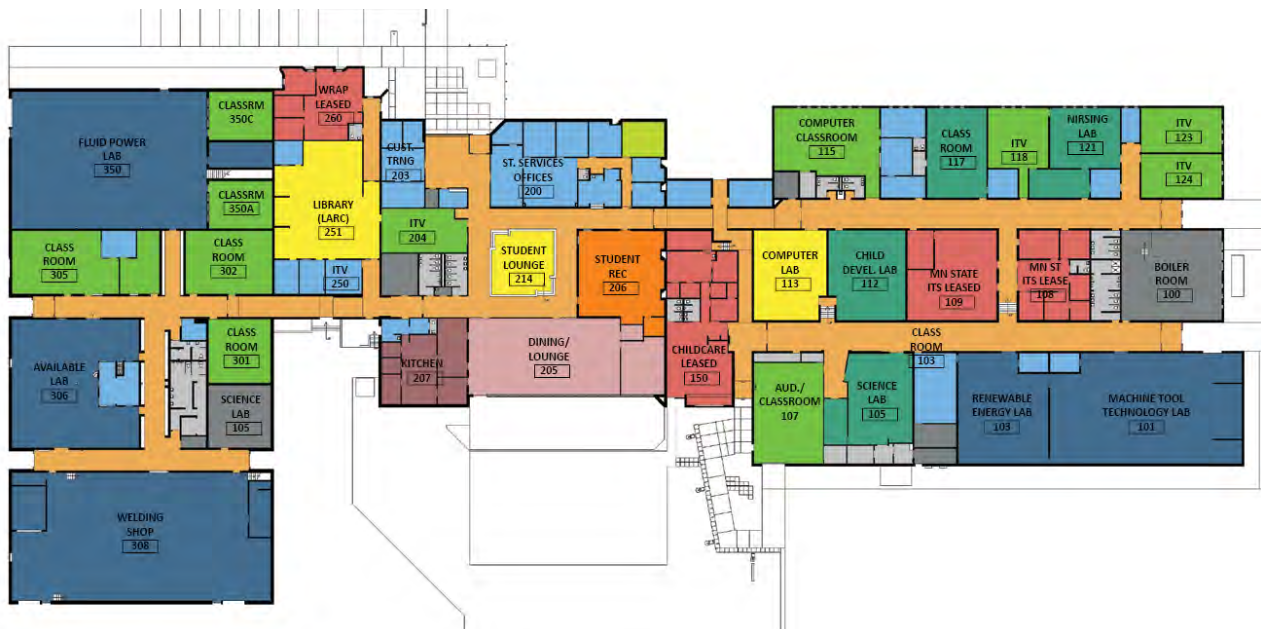 FLUID POWER
LAB
350
CLASSRM
350C
WRAP
LEASED
260
CLASSRM
350A
CUST.
TRNG
203
ST. SERVICES
OFFICES
200
COMPUTER
CLASSROOM
115
CLASS
ROOM
117
ITV
118
NIRSING
LAB
121
ITV
123
ITV
124
LIBRARY
(LARC)
251
ITV
204
CLASS
ROOM
305
CLASS
ROOM
302
ITV
250
STUDENT
LOUNGE
214
STUDENT
REC
206
COMPUTER
LAB
113
CHILD
DEVEL. LAB
112
MN STATE
ITS LEASED
109
MN ST
ITS LEASE
108
BOILER
ROOM
100
AVAILABLE
LAB
306
CLASS
ROOM
301
SCIENCE
LAB
105
KITCHEN
207
DINING/
LOUNGE
205
CHILDCARE
LEASED
150
CLASS
ROOM
103
AUD./
CLASSROOM
107
SCIENCE
LAB
105
RENEWABLE
ENERGY LAB
103
MACHINE TOOL
TECHNOLOGY LAB
101
WELDING
SHOP
308